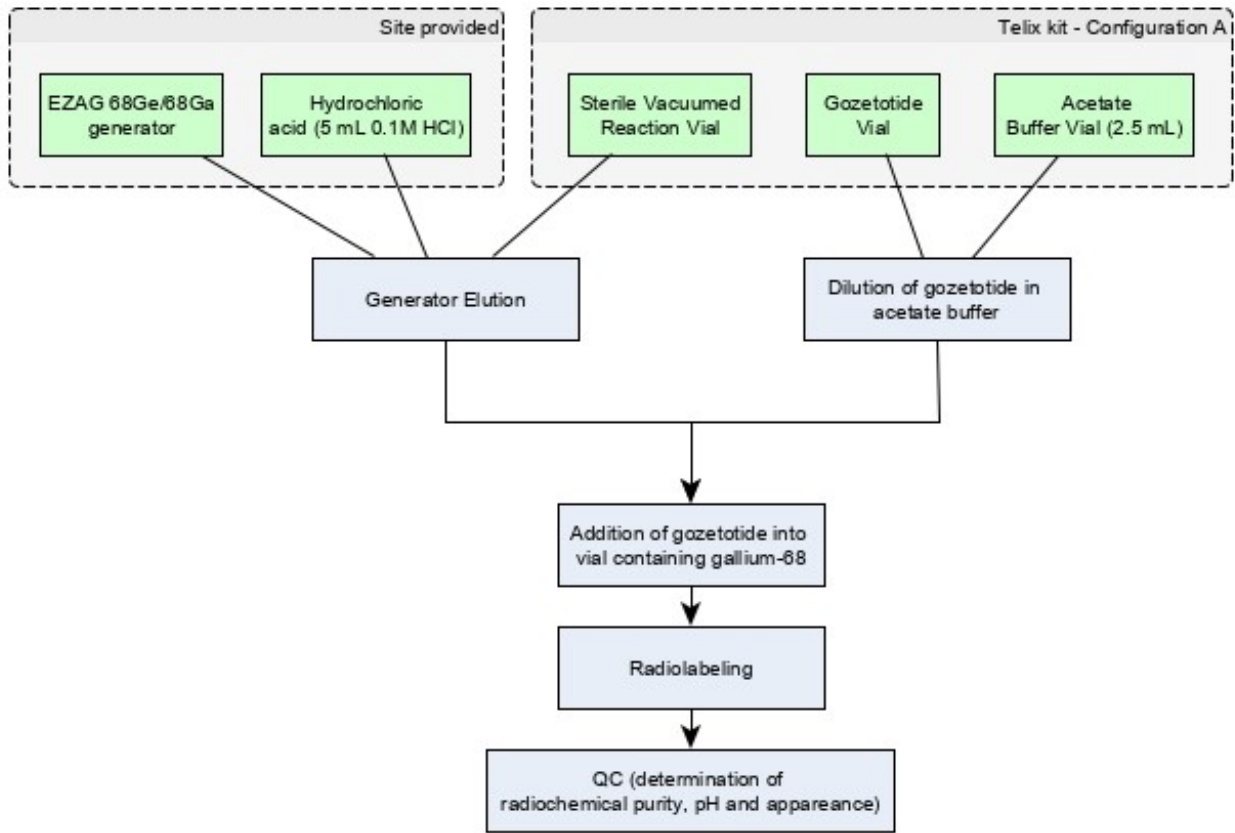 Site provided
Telix kit - Configuration A
EZAG 68Ge/68Ga
generator
Hydrochloric
acid (5 mL 0.1M HCl)
Sterile Vacuumed
Reaction Vial
Gozetotide
Vial
Acetate
Buffer Vial (2.5 mL)
Generator Elution
Dilution of gozetotide in
acetate buffer
Addition of gozetotide into
vial containing gallium-68
Radiolabeling
QC (determination of
radiochemical purity, pH and appareance)